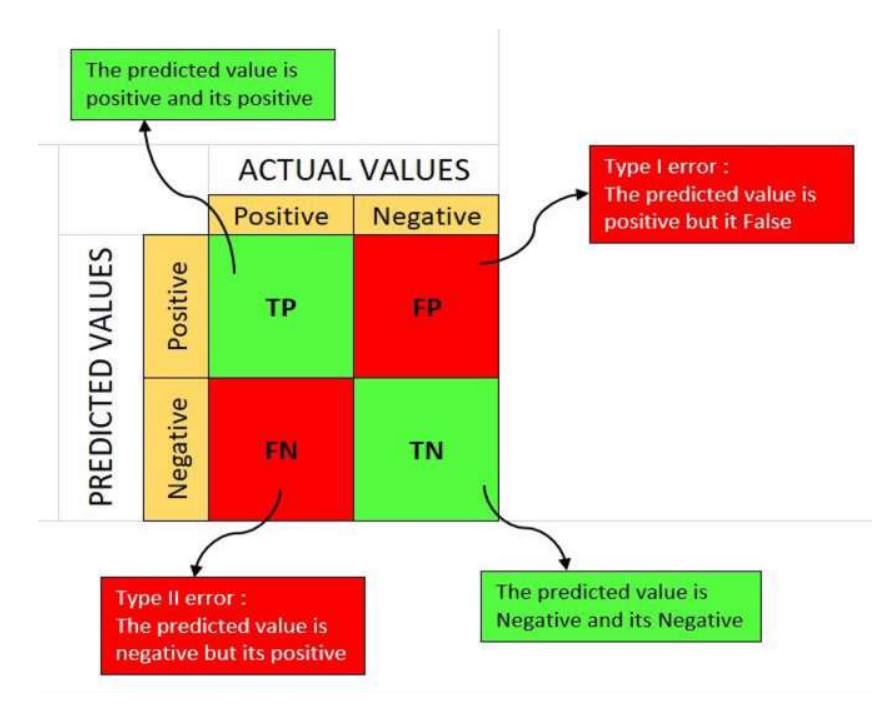 The predicted value is
positive and its positive
ACTUAL VALUES
Type I error :
The predicted value is
positive but it False
Positive Negative
PREDICTED VALUES
Positive
TP FP
Negative
FN TN
Type II error :
The predicted value is
negative but its positive
The predicted value is
Negative and its Negative